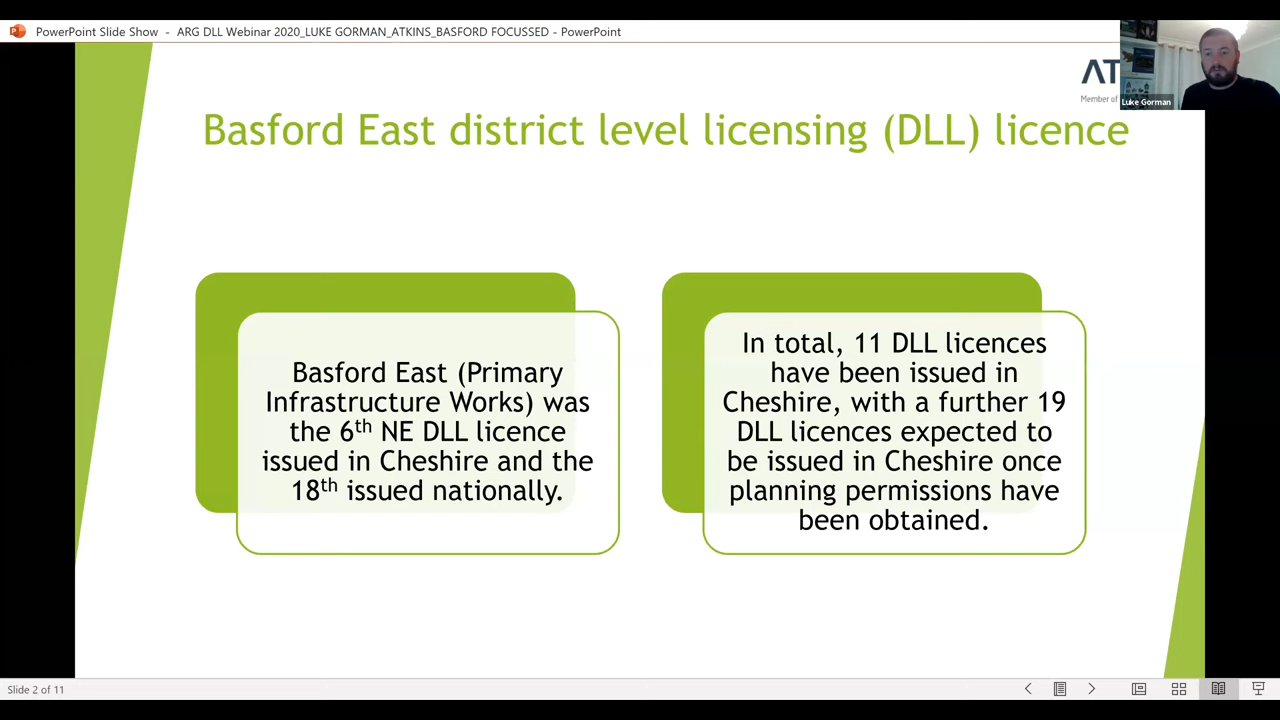 PowerPoint Slide Show - ARG DLL Webinar 2020_LUKE GORMAN_ATKINS_BASFORD FOCUSSED - PowerPoint
AT
Member of
Luke Gorman
Basford East district level licensing (DLL) licence
Basford East (Primary
Infrastructure Works) was
the 6th NE DLL licence
issued in Cheshire and the
18th issued nationally.
In total, 11 DLL licences
have been issued in
Cheshire, with a further 19
DLL licences expected to
be issued in Cheshire once
planning permissions have
been obtained.
Slide 2 of 11